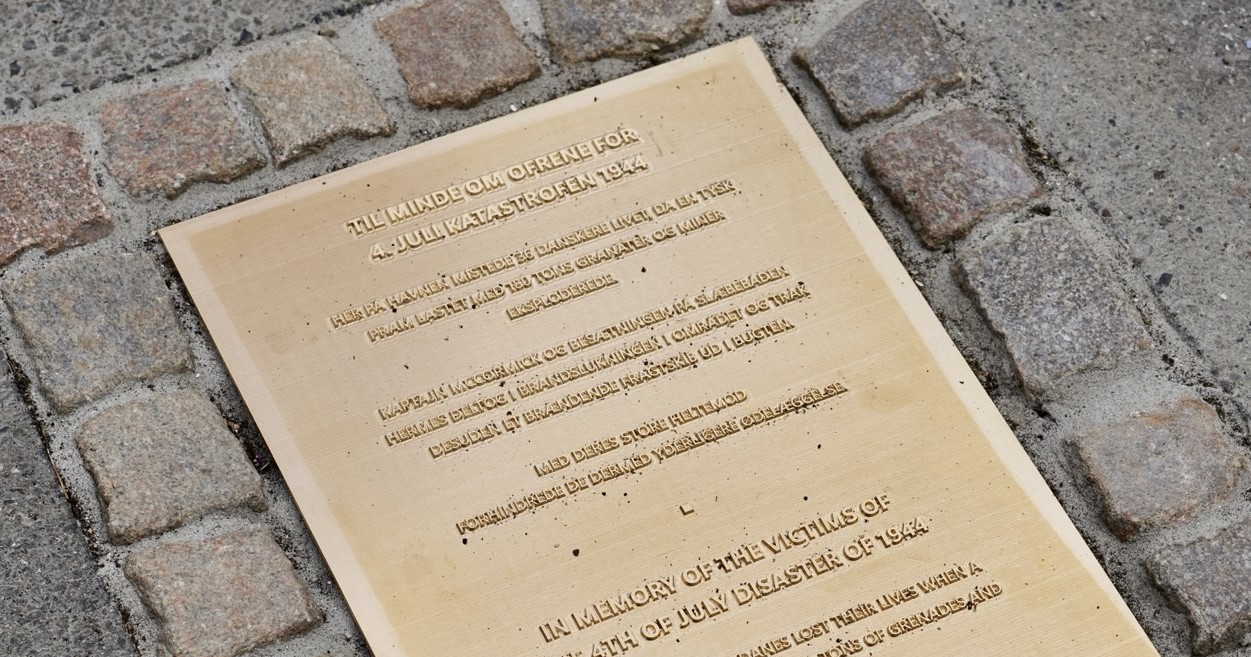 TIL MINDE OM OFRENE FOR
4. JULI KATASTROFEN 1944
HER PÅ HAVNEN MISTEDE 39 DANSKERE LIVET, DA EN TYSK
PRAM, LASTET MED 150 TONS GRANATER OG MINER
EKSPLODEREDE
KAPTAJN MCCORMICK OG BESÆTNINGEN PÅ SLÆBEBÅDEN
HERMES DELTOG I BRANDSLUKNINGEN I OMRÅDET OG TRAK
DESUDEN ET BRÆNDENDE FRAGTSKIB UD I BUGTEN
MED DERES STORE HELTEMOD
FORHINDREDE DE DERMED YDERLIGERE ØDELÆGGELSE
IN MEMORY OF THE VICTIMS OF
4TH OF JULY DISASTER OF 1944
DANES LOST THEIR LIVES WHEN A
TONS OF GRENADES AND